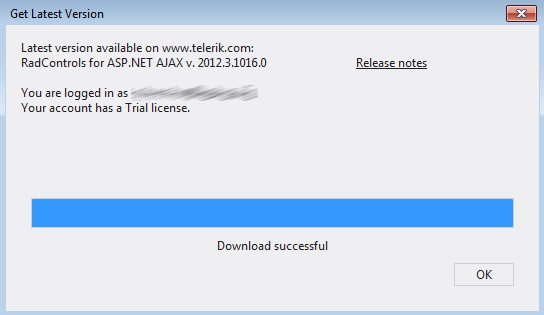 Get Latest Version
Latest version available on www.telerik.com:
RadControls for ASP.NET AJAX v. 2012.3.1016.0 Release notes
You are logged in as
Your account has a Trial license.
Download successful
OK